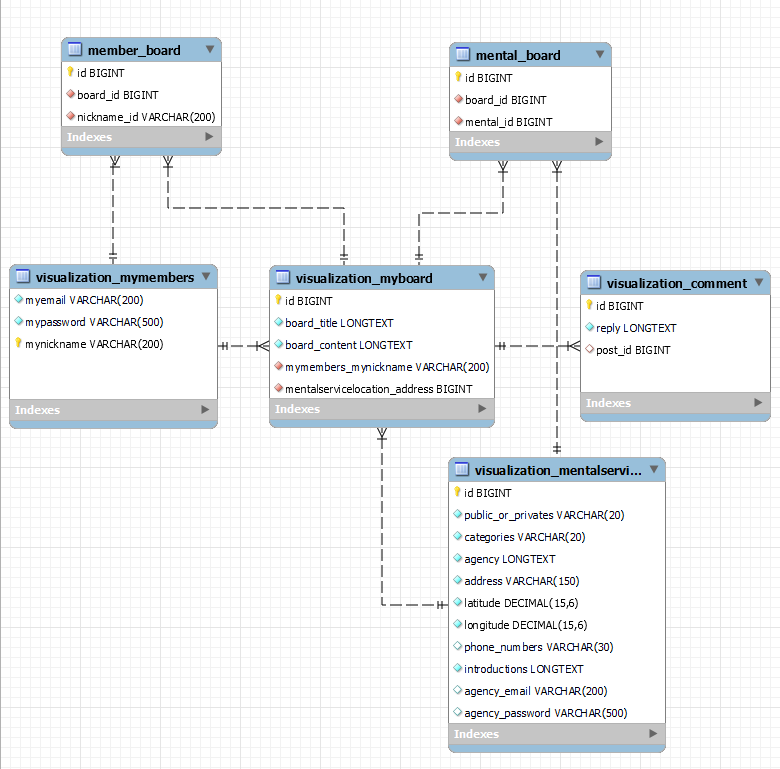 member_board
id BIGINT
board_id BIGINT
nickname_id VARCHAR(200)
Indexes
mental_board
id BIGINT
board_id BIGINT
mental_id BIGINT
Indexes
visualization_mymembers
myemail VARCHAR(200)
mypassword VARCHAR(500)
mynickname VARCHAR(200)
Indexes
visualization_myboard
id BIGINT
board_title LONGTEXT
board_content LONGTEXT
mymembers_mynickname VARCHAR(200)
mentalservicelocation_address BIGINT
Indexes
visualization_comment
id BIGINT
reply LONGTEXT
post_id BIGINT
Indexes
visualization_mentalservi...
id BIGINT
public_or_privates VARCHAR(20)
categories VARCHAR(20)
agency LONGTEXT
address VARCHAR(150)
latitude DECIMAL(15,6)
longitude DECIMAL(15,6)
phone_numbers VARCHAR(30)
introductions LONGTEXT
agency_email VARCHAR(200)
agency_password VARCHAR(500)
Indexes